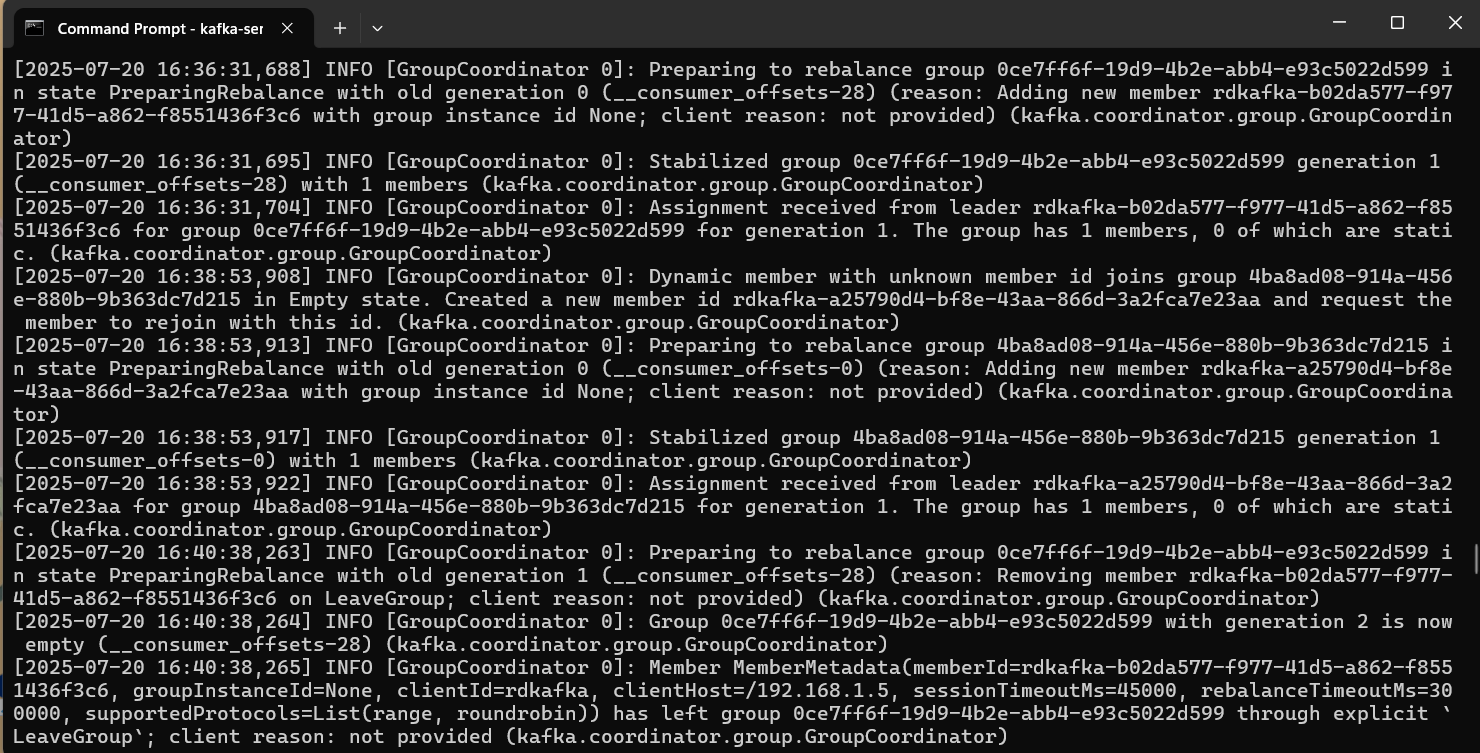 Command Prompt - kafka-ser
[2025-07-20 16:36:31,688] INFO [GroupCoordinator 0]: Preparing to rebalance group 0ce7ff6f-19d9-4b2e-abb4-e93c5022d599 i
n state PreparingRebalance with old generation 0 (__consumer_offsets-28) (reason: Adding new member rdkafka-b02da577-f97
7-41d5-a862-f8551436f3c6 with group instance id None; client reason: not provided) (kafka.coordinator.group.GroupCoordin
ator)
[2025-07-20 16:36:31,695] INFO [GroupCoordinator 0]: Stabilized group 0ce7ff6f-19d9-4b2e-abb4-e93c5022d599 generation 1
(__consumer_offsets-28) with 1 members (kafka.coordinator.group.GroupCoordinator)
[2025-07-20 16:36:31,704] INFO [GroupCoordinator 0]: Assignment received from leader rdkafka-b02da577-f977-41d5-a862-f85
51436f3c6 for group 0ce7ff6f-19d9-4b2e-abb4-e93c5022d599 for generation 1. The group has 1 members, 0 of which are stati
c. (kafka.coordinator.group.GroupCoordinator)
[2025-07-20 16:38:53,908] INFO [GroupCoordinator 0]: Dynamic member with unknown member id joins group 4ba8ad08-914a-456
e-880b-9b363dc7d215 in Empty state. Created a new member id rdkafka-a25790d4-bf8e-43aa-866d-3a2fca7e23aa and request the
 member to rejoin with this id. (kafka.coordinator.group.GroupCoordinator)
[2025-07-20 16:38:53,913] INFO [GroupCoordinator 0]: Preparing to rebalance group 4ba8ad08-914a-456e-880b-9b363dc7d215 i
n state PreparingRebalance with old generation 0 (__consumer_offsets-0) (reason: Adding new member rdkafka-a25790d4-bf8e
-43aa-866d-3a2fca7e23aa with group instance id None; client reason: not provided) (kafka.coordinator.group.GroupCoordina
tor)
[2025-07-20 16:38:53,917] INFO [GroupCoordinator 0]: Stabilized group 4ba8ad08-914a-456e-880b-9b363dc7d215 generation 1
(__consumer_offsets-0) with 1 members (kafka.coordinator.group.GroupCoordinator)
[2025-07-20 16:38:53,922] INFO [GroupCoordinator 0]: Assignment received from leader rdkafka-a25790d4-bf8e-43aa-866d-3a2
fca7e23aa for group 4ba8ad08-914a-456e-880b-9b363dc7d215 for generation 1. The group has 1 members, 0 of which are stati
c. (kafka.coordinator.group.GroupCoordinator)
[2025-07-20 16:40:38,263] INFO [GroupCoordinator 0]: Preparing to rebalance group 0ce7ff6f-19d9-4b2e-abb4-e93c5022d599 i
n state PreparingRebalance with old generation 1 (__consumer_offsets-28) (reason: Removing member rdkafka-b02da577-f977-
41d5-a862-f8551436f3c6 on LeaveGroup; client reason: not provided) (kafka.coordinator.group.GroupCoordinator)
[2025-07-20 16:40:38,264] INFO [GroupCoordinator 0]: Group 0ce7ff6f-19d9-4b2e-abb4-e93c5022d599 with generation 2 is now
 empty (__consumer_offsets-28) (kafka.coordinator.group.GroupCoordinator)
[2025-07-20 16:40:38,265] INFO [GroupCoordinator 0]: Member MemberMetadata(memberId=rdkafka-b02da577-f977-41d5-a862-f855
1436f3c6, groupInstanceId=None, clientId=rdkafka, clientHost=/192.168.1.5, sessionTimeoutMs=45000, rebalanceTimeoutMs=30
0000, supportedProtocols=List(range, roundrobin)) has left group 0ce7ff6f-19d9-4b2e-abb4-e93c5022d599 through explicit `
LeaveGroup`; client reason: not provided (kafka.coordinator.group.GroupCoordinator)